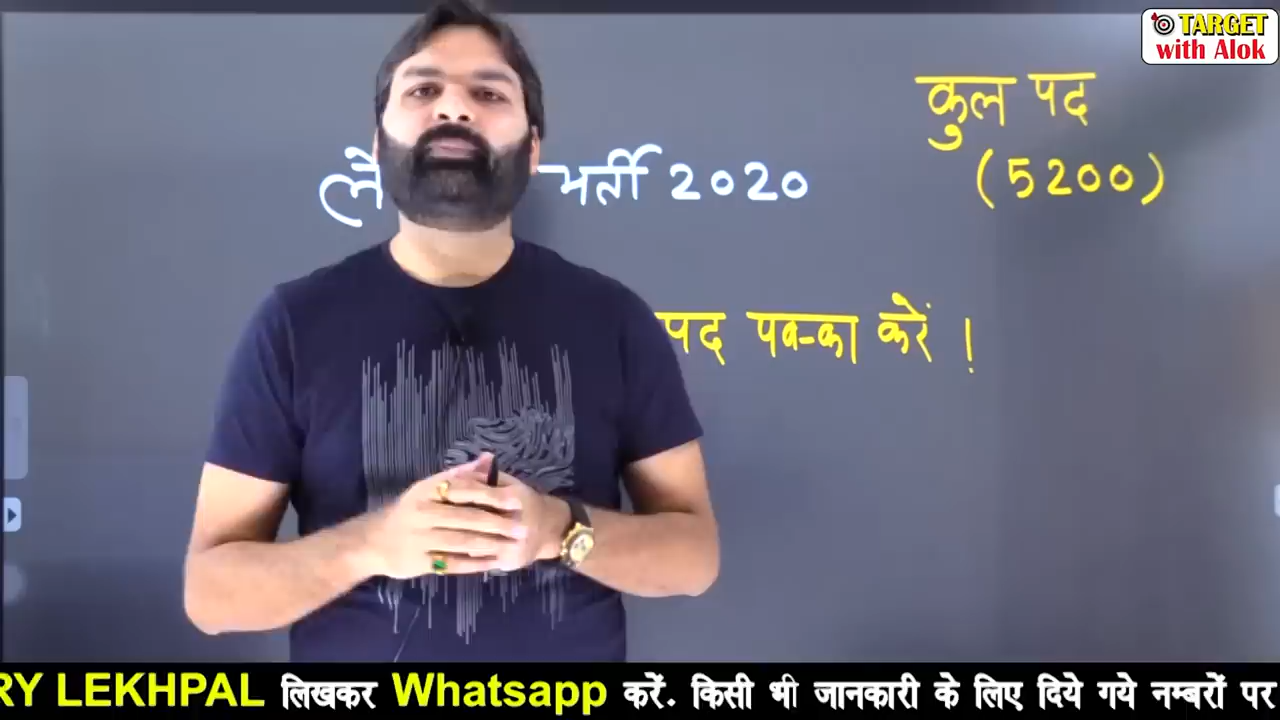 TARGET
with Alok
कुल पद
(5200)
भर्ती 2020
पद पक्का करें !
RY LEKHPAL लिखकर Whatsapp करें. किसी भी जानकारी के लिए दिये गये नम्बरों पर